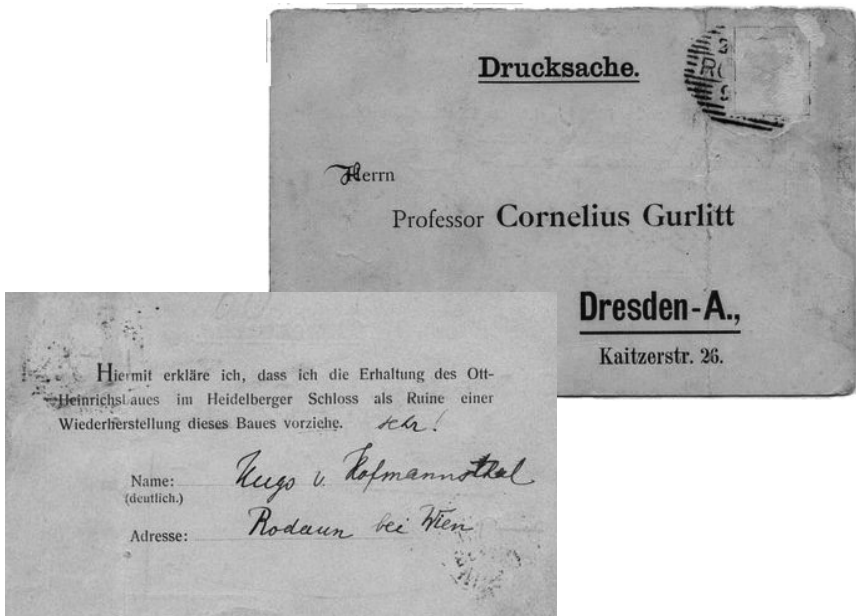 Drucksache.
Herrn
Professor Cornelius Gurlitt
Dresden-A.,
Kaitzerstr. 26.
Hiermit erkläre ich, dass ich die Erhaltung des Ott-
Heinrichsbaues im Heidelberger Schloss als Ruine einer
Wiederherstellung dieses Baues vorziehe. sehr!
Name: Hugo v. Hofmannsthal
(deutlich.)
Adresse: Rodaun bei Wien